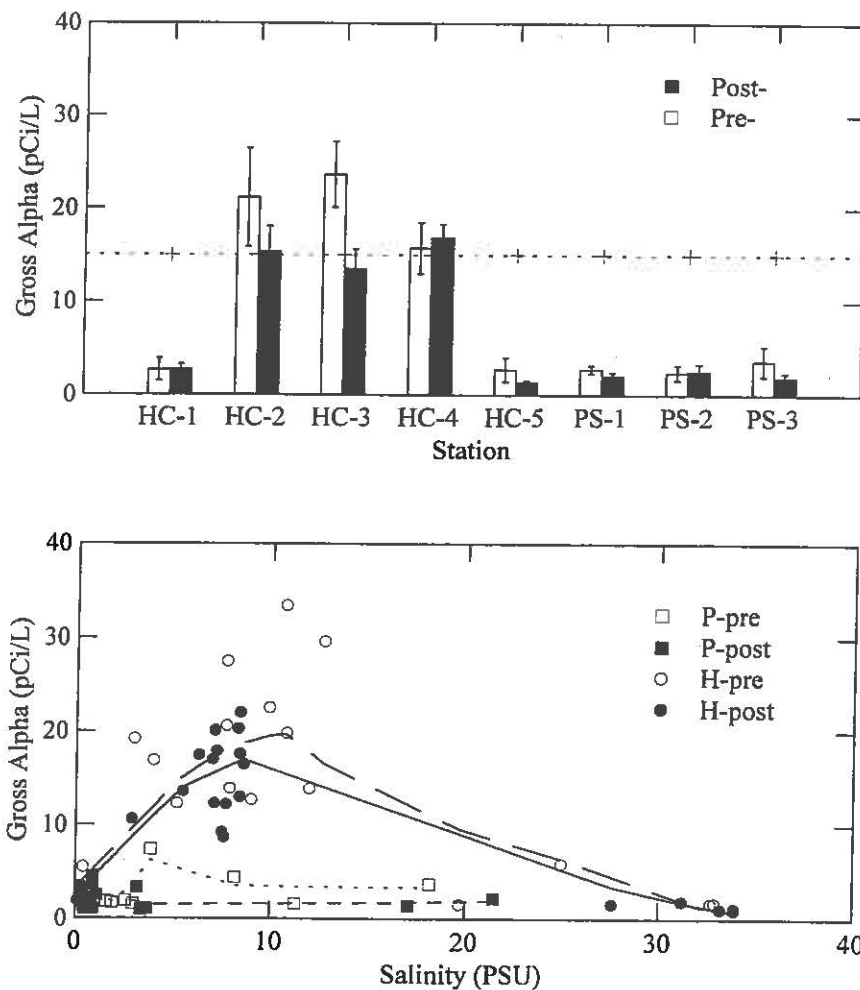 40
30
20
10
0
Gross Alpha (pCi/L)
Post-
Pre-
HC-1 HC-2 HC-3 HC-4 HC-5 PS-1 PS-2 PS-3
Station
40
30
20
10
0
Gross Alpha (pCi/L)
P-pre
P-post
H-pre
H-post
0 10 20 30 40
Salinity (PSU)